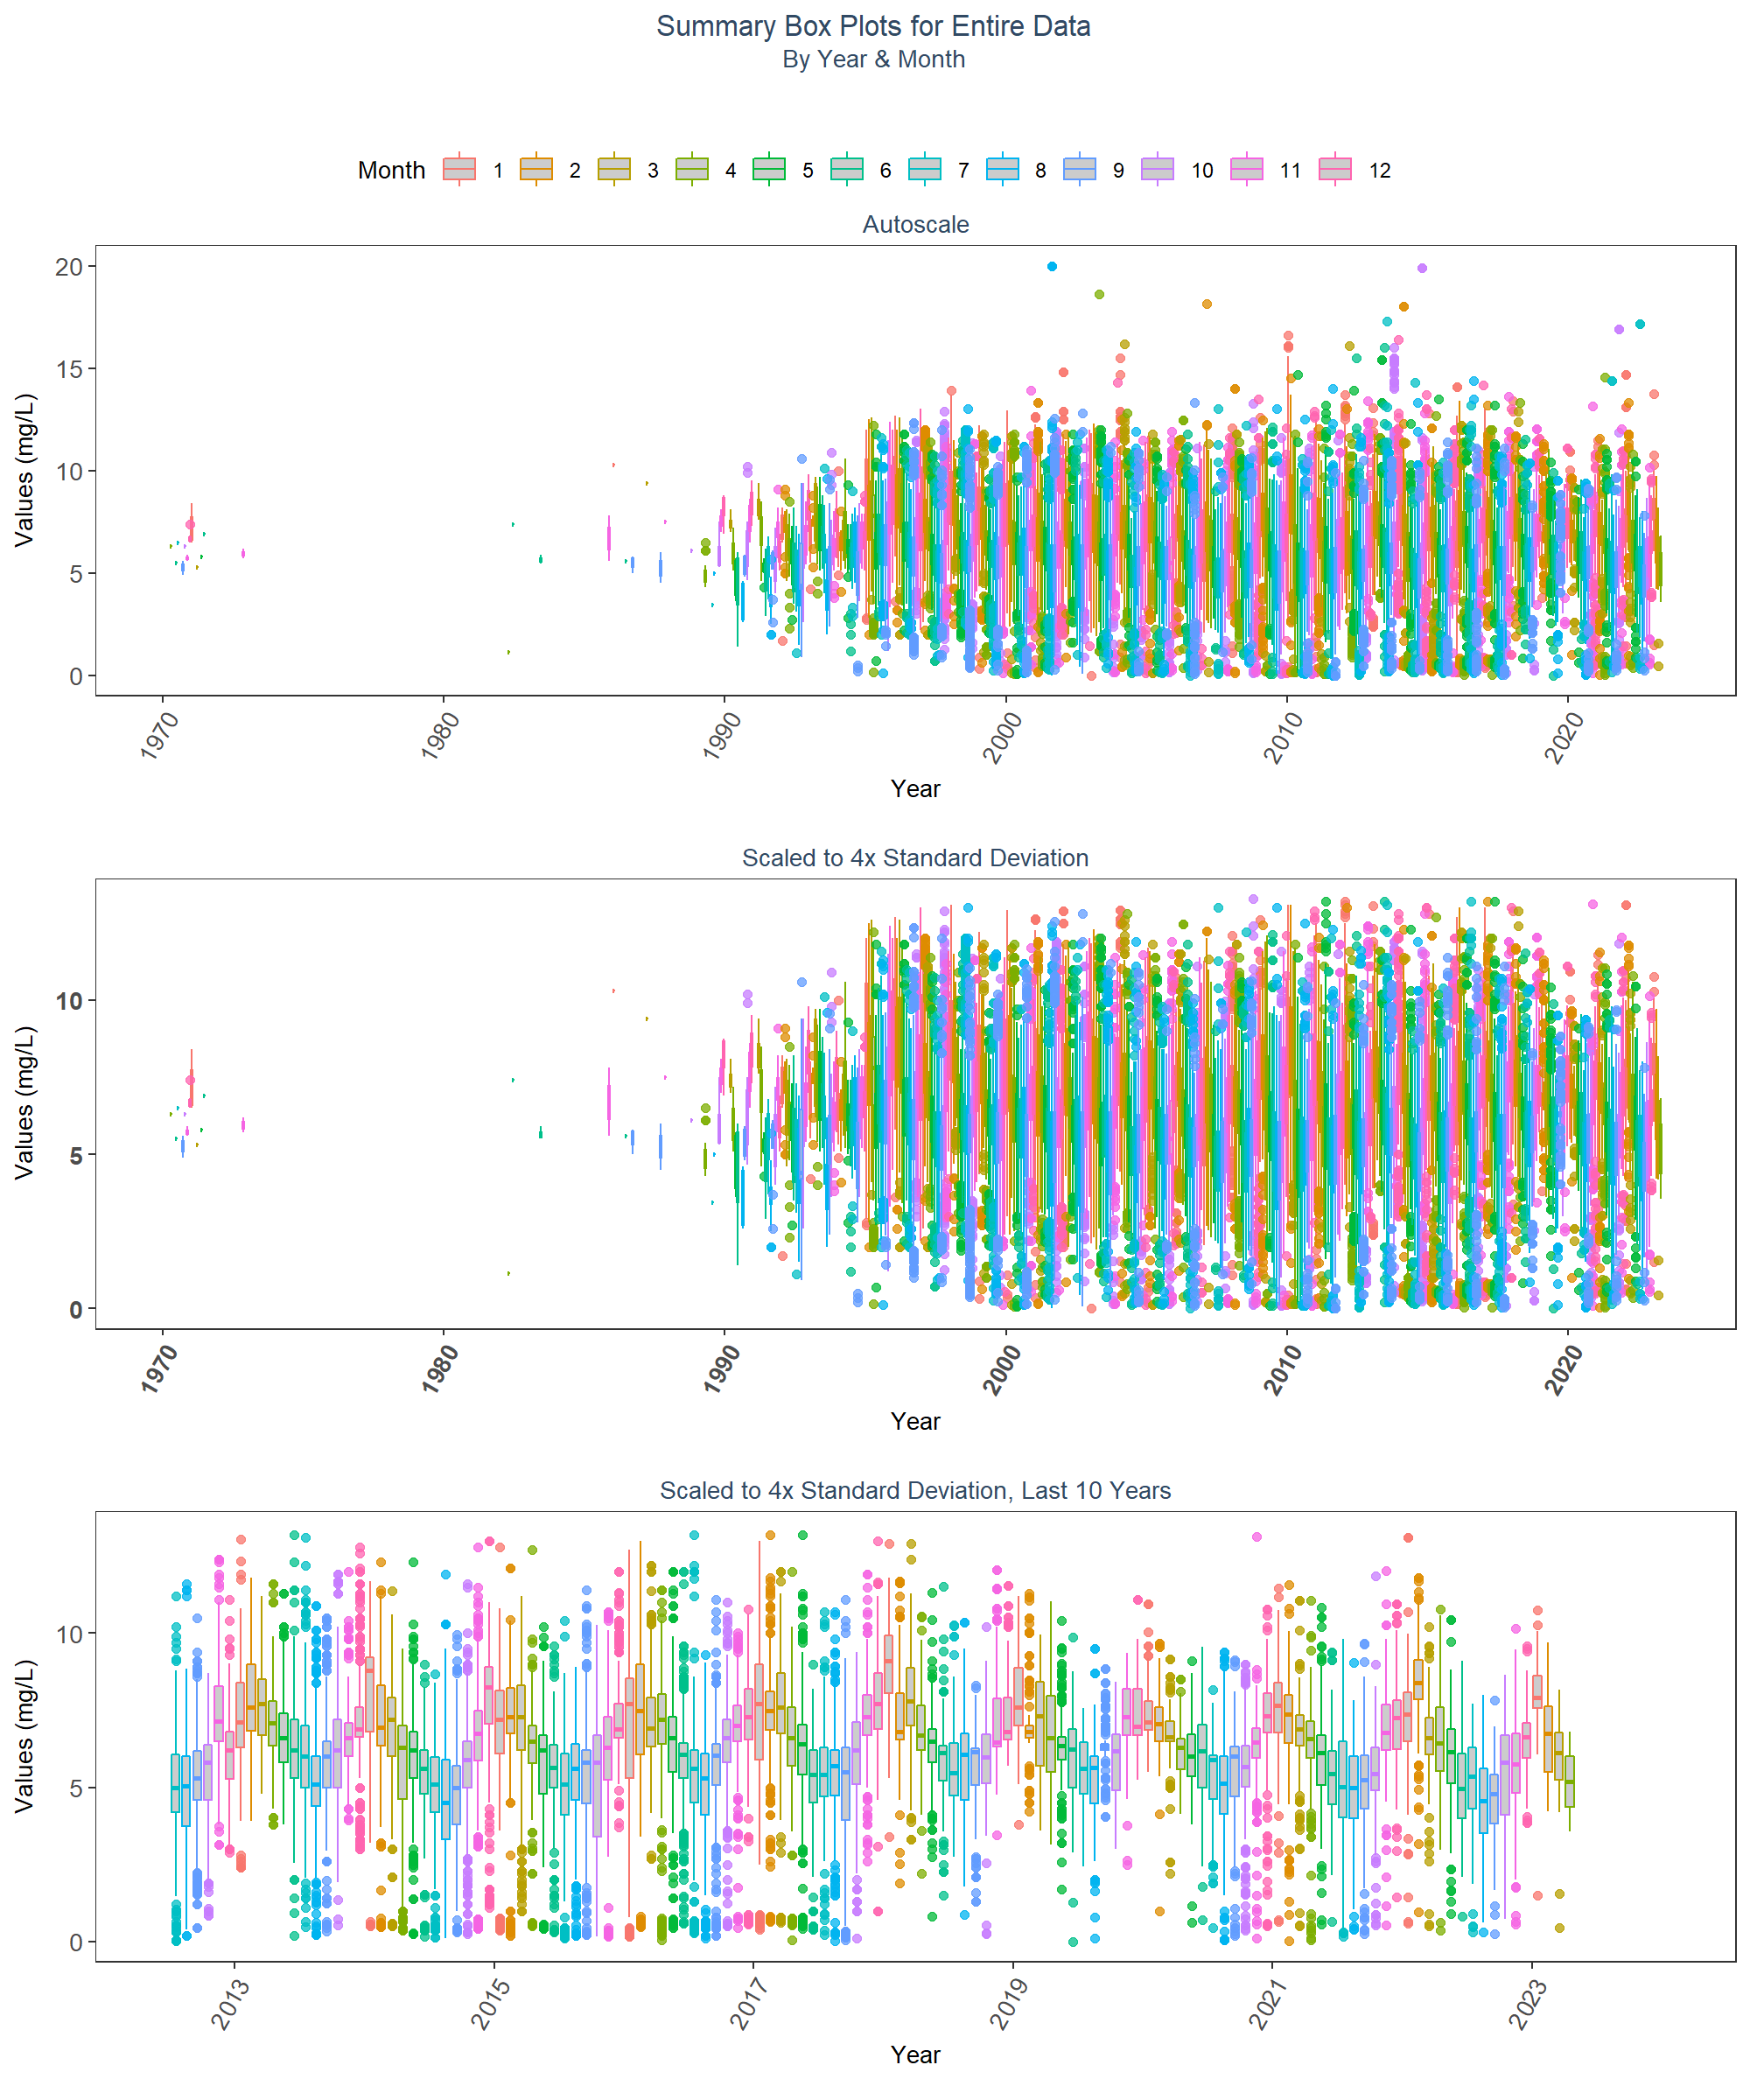 Summary Box Plots for Entire Data
By Year & Month
Month 1 2 3 4 5 6 7 8 9 10 11 12
Autoscale
Values (mg/L)
20
15
10
5
0
1970 1980 1990 2000 2010 2020
Year
Scaled to 4x Standard Deviation
Values (mg/L)
10
5
0
1970 1980 1990 2000 2010 2020
Year
Scaled to 4x Standard Deviation, Last 10 Years
Values (mg/L)
10
5
0
2013 2015 2017 2019 2021 2023
Year